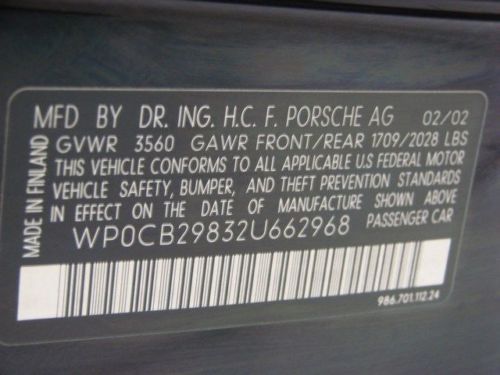 MFD BY DR. ING. H.C. F. PORSCHE AG 02/02
GVWR 3560 GAWR FRONT/REAR 1709/2028 LBS
THIS VEHICLE CONFORMS TO ALL APPLICABLE U.S FEDERAL MOTOR
VEHICLE SAFETY, BUMPER, AND THEFT PREVENTION STANDARDS
IN EFFECT ON THE DATE OF MANUFACTURE SHOWN ABOVE
WP0CB29832U662968 PASSENGER CAR
986.701.112.24
MADE IN FINLAND